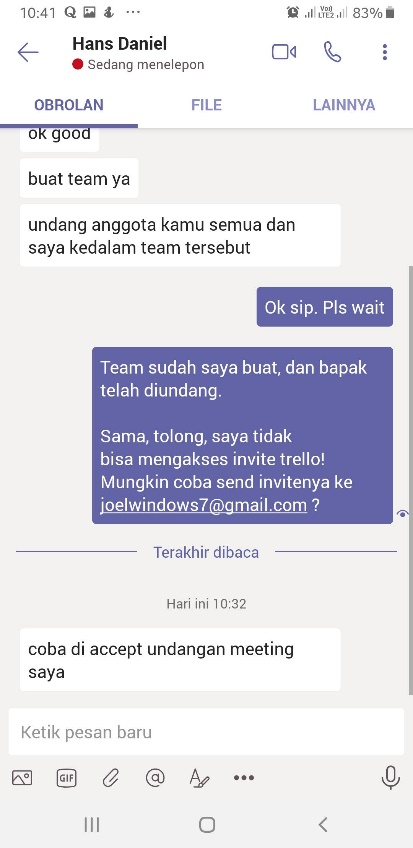 10:41
Vo))
LTE2
83%
Hans Daniel
Sedang menelepon
OBROLAN
FILE
LAINNYA
ok good
buat team ya
undang anggota kamu semua dan
saya kedalam team tersebut
Ok sip. Pls wait
Team sudah saya buat, dan bapak
telah diundang.
Sama, tolong, saya tidak
bisa mengakses invite trello!
Mungkin coba send invitenya ke
joelwindows7@gmail.com ?
Terakhir dibaca
Hari ini 10:32
coba di accept undangan meeting
saya
Ketik pesan baru
GIF